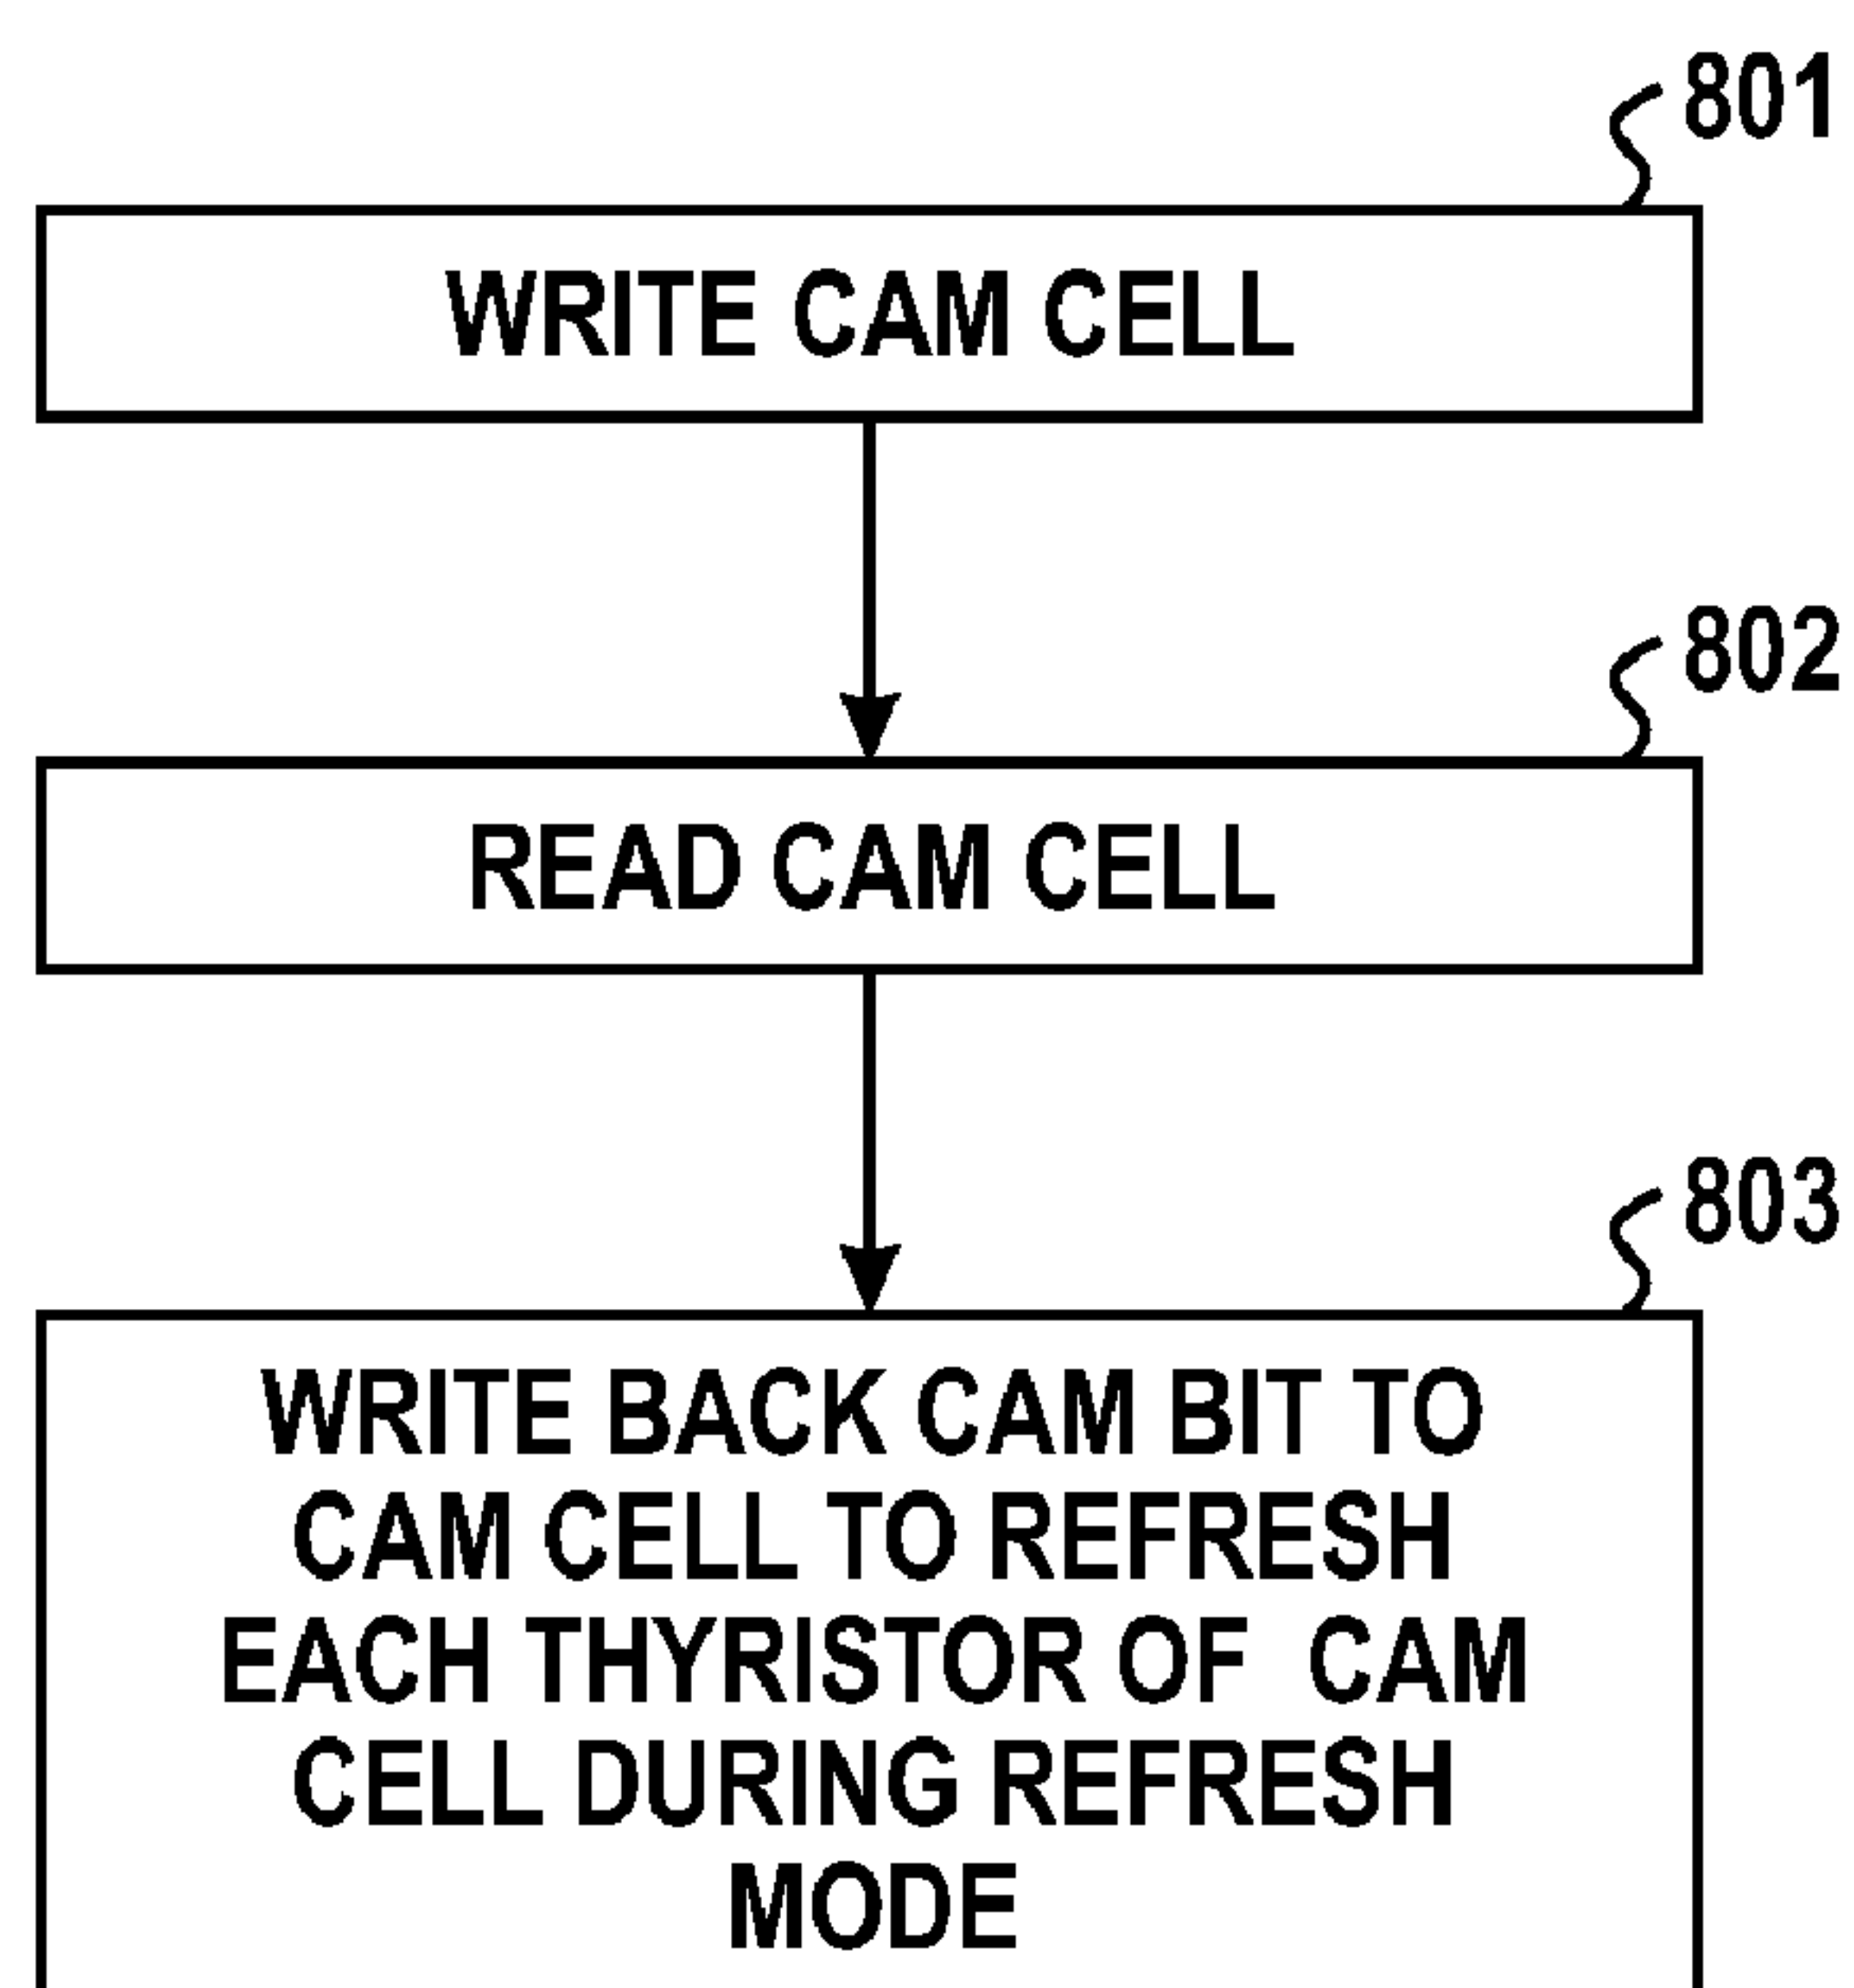 801
WRITE CAM CELL
802
READ CAM CELL
803
WRITE BACK CAM BIT TO
CAM CELL TO REFRESH
EACH THYRISTOR OF CAM
CELL DURING REFRESH
MODE